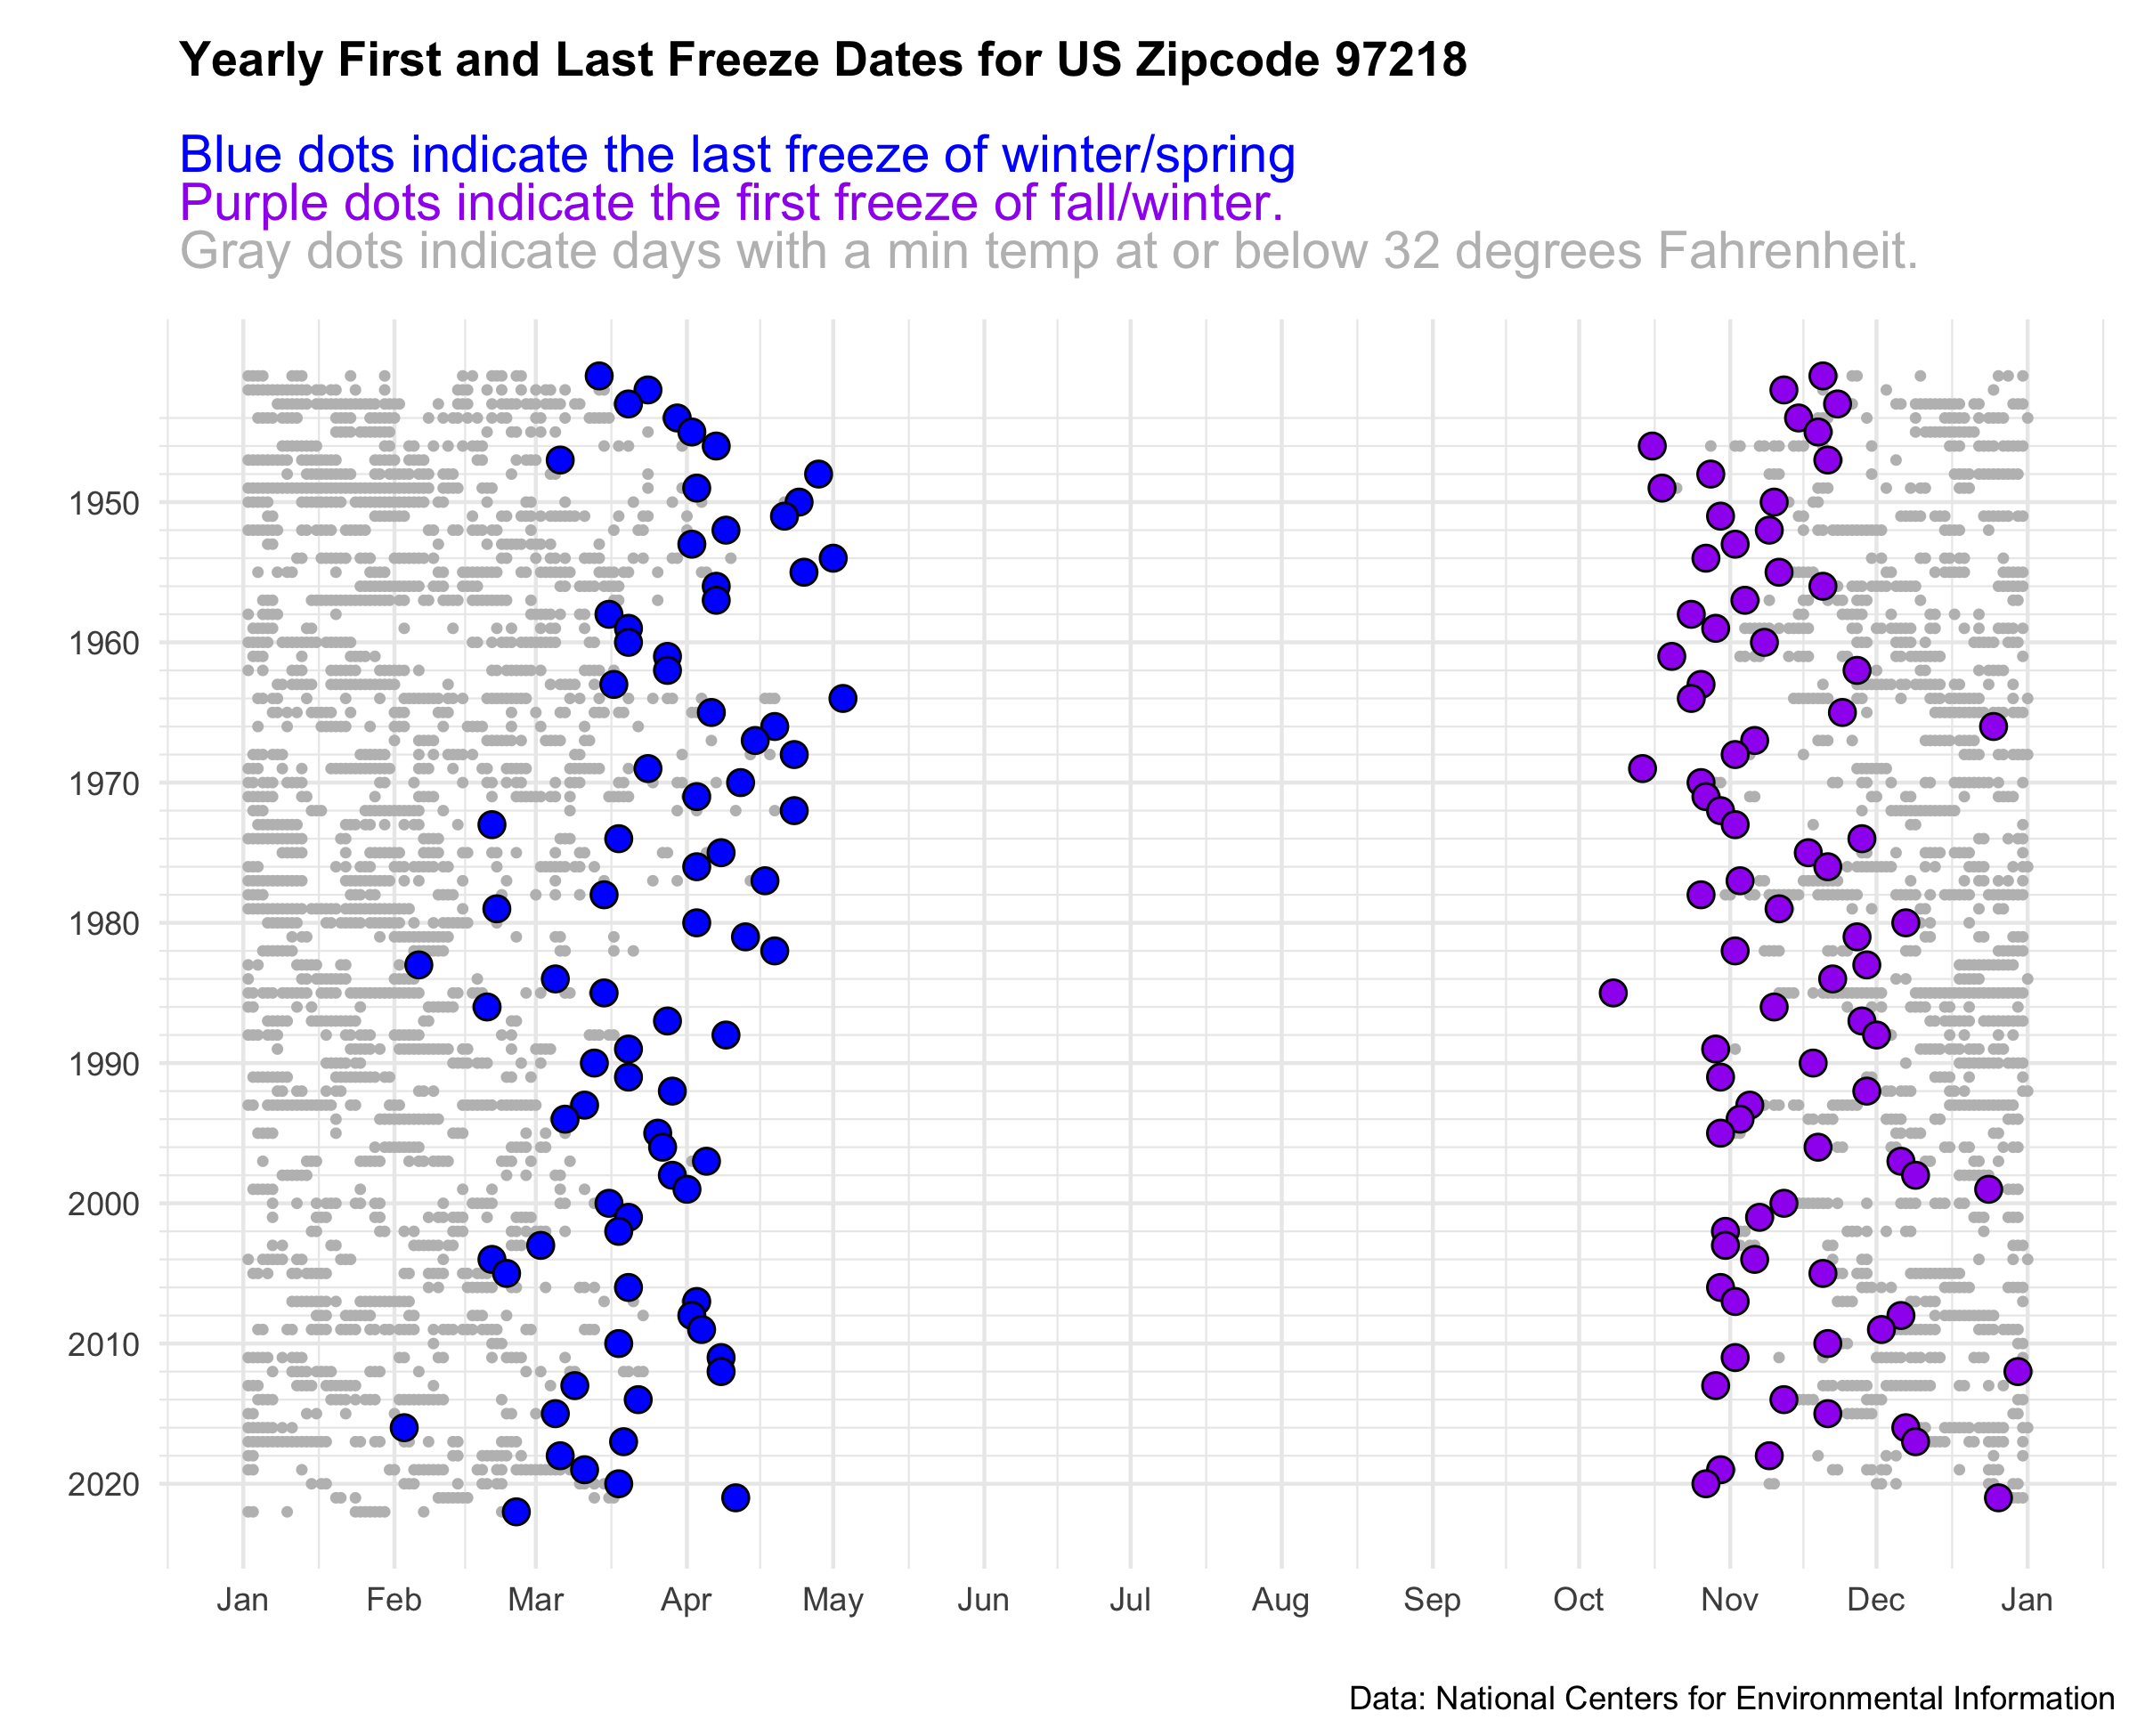 Yearly First and Last Freeze Dates for US Zipcode 97218
Blue dots indicate the last freeze of winter/spring
Purple dots indicate the first freeze of fall/winter.
Gray dots indicate days with a min temp at or below 32 degrees Fahrenheit.
1950
1960
1970
1980
1990
2000
2010
2020
Jan Feb Mar Apr May Jun Jul Aug Sep Oct Nov Dec Jan
Data: National Centers for Environmental Information